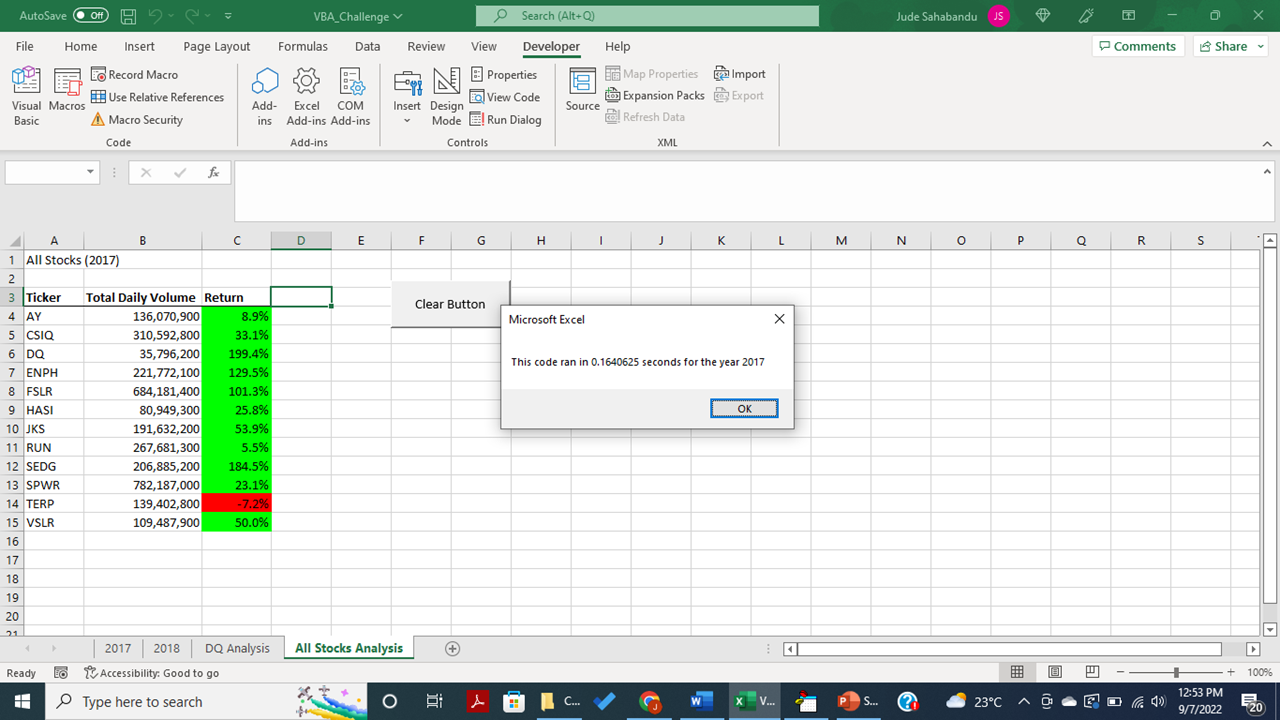 AutoSave Off VBA_Challenge Search (Alt+Q) Jude Sahabandu JS
File Home Insert Page Layout Formulas Data Review View Developer Help Comments Share
Visual Basic
Macros
Record Macro
Use Relative References
Macro Security
Code
Add-ins
Excel Add-ins
COM Add-ins
Add-ins
Insert
Design Mode
Properties
View Code
Run Dialog
Controls
Source
Map Properties
Expansion Packs
Refresh Data
Import
Export
XML
fx
A B C D E F G H I J K L M N O P Q R S
1 All Stocks (2017)
2
3 Ticker Total Daily Volume Return
4 AY 136,070,900 8.9%
5 CSIQ 310,592,800 33.1%
6 DQ 35,796,200 199.4%
7 ENPH 221,772,100 129.5%
8 FSLR 684,181,400 101.3%
9 HASI 80,949,300 25.8%
10 JKS 191,632,200 53.9%
11 RUN 267,681,300 5.5%
12 SEDG 206,885,200 184.5%
13 SPWR 782,187,000 23.1%
14 TERP 139,402,800 -7.2%
15 VSLR 109,487,900 50.0%
16
17
18
19
20
21
Clear Button
Microsoft Excel
This code ran in 0.1640625 seconds for the year 2017
OK
2017 2018 DQ Analysis All Stocks Analysis
Ready Accessibility: Good to go 100%
Type here to search C... V... S... 23°C 12:53 PM
9/7/2022 20